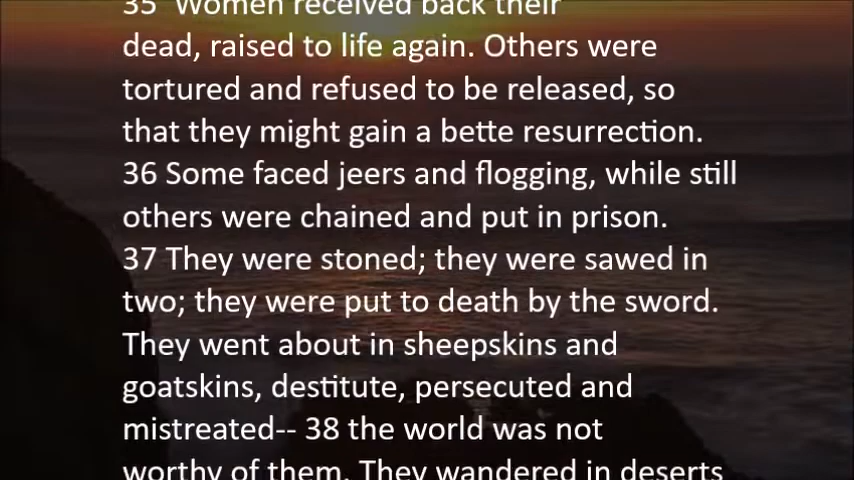 35 Women received back their
dead, raised to life again. Others were
tortured and refused to be released, so
that they might gain a bette resurrection.
36 Some faced jeers and flogging, while still
others were chained and put in prison.
37 They were stoned; they were sawed in
two; they were put to death by the sword.
They went about in sheepskins and
goatskins, destitute, persecuted and
mistreated-- 38 the world was not
worthy of them. They wandered in deserts